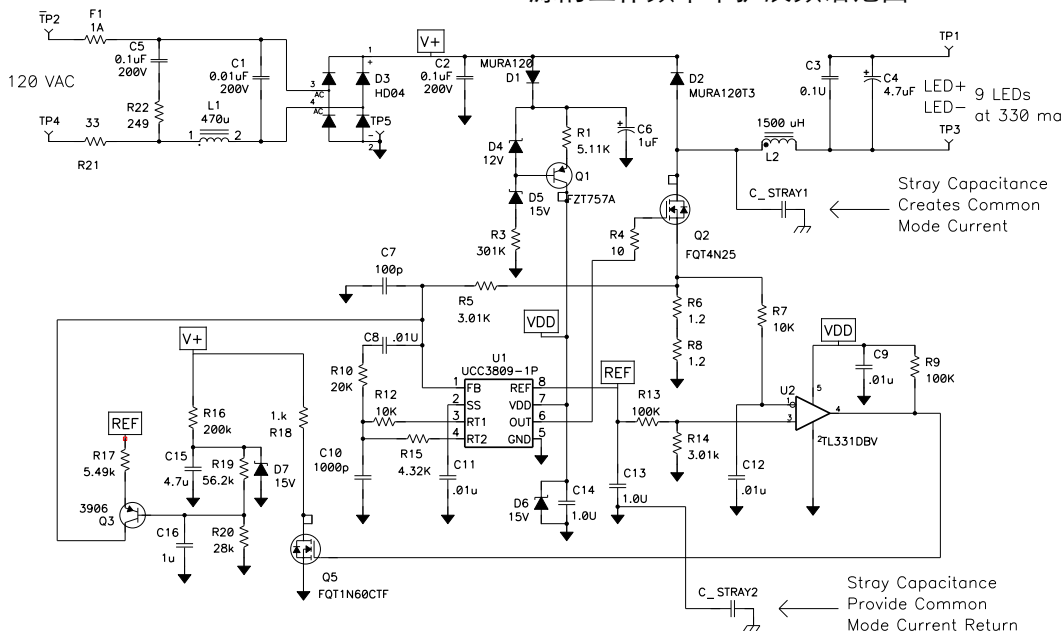 TP2
F1
1A
C5
0.1uF
200V
C1
0.01uF
200V
120 VAC
R22
249
L1
470u
1
2
TP4
33
R21
3
AC
4
AC
1
+
D3
HD04
TP5
-
2
V+
C2
0.1uF
200V
MURA120
D1
D2
MURA120T3
D4
12V
R1
5.11K
C6
1uF
Q1
FZT757A
D5
15V
R3
301K
R4
10
Q2
FQT4N25
C3
0.1U
C4
4.7uF
TP1
LED+
LED-
9 LEDs
at 330 ma
TP3
1500 uH
L2
C_STRAY1
Stray Capacitance
Creates Common
Mode Current
C7
100p
R5
3.01K
R6
1.2
R8
1.2
R7
10K
C8
.01U
R10
20K
R12
10K
R15
4.32K
C10
1000p
C11
.01u
U1
UCC3809-1P
1
FB
REF
8
2
SS
VDD
7
3
RT1
OUT
6
4
RT2
GND
5
VDD
REF
R13
100K
R14
3.01k
C13
1.0U
C14
1.0U
D6
15V
VDD
C9
.01u
R9
100K
U2
1
3
5
4
2
TL331DBV
C12
.01u
V+
R16
200k
1.k
R18
REF
R17
5.49k
C15
4.7u
R19
56.2k
D7
15V
3906
Q3
C16
1u
R20
28k
Q5
FQT1N60CTF
C_STRAY2
Stray Capacitance
Provide Common
Mode Current Return